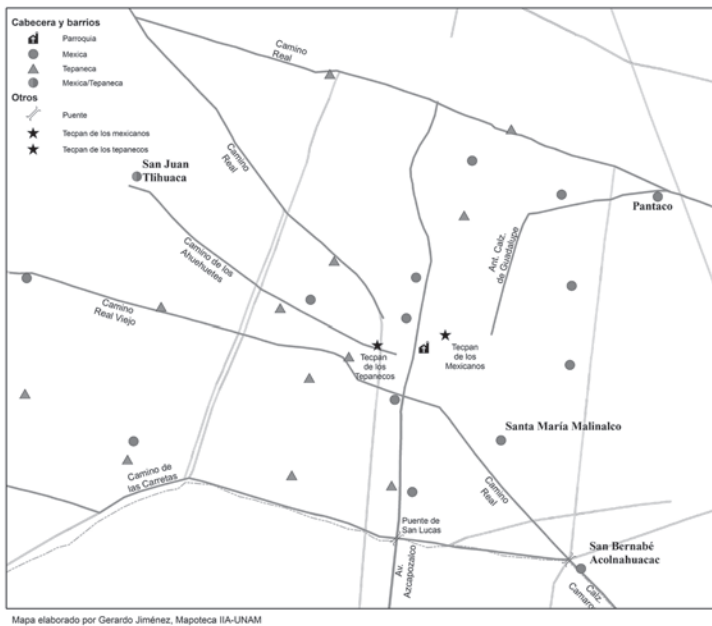 Cabecera y barrios
Parroquia
Mexica
Tepaneca
Mexica/Tepaneca
Otros
Puente
Tecpan de los mexicanos
Tecpan de los tepanecos
Camino
Real
San Juan
Tlihuaca
Camino
Real
Pantaco
Ant. Calz.
de Guadalupe
Camino de los
Ahuehuetes
Camino
Real Viejo
Tecpan
de los
Tepanecos
Tecpan
de los
Mexicanos
Santa María Malinalco
Camino de
las Carretas
Camino
Real
Puente de
San Lucas
San Bernabé
Acolnahuacac
Av.
Azcapozalco
Calz.
Camaro
Mapa elaborado por Gerardo Jiménez, Mapoteca IIA-UNAM